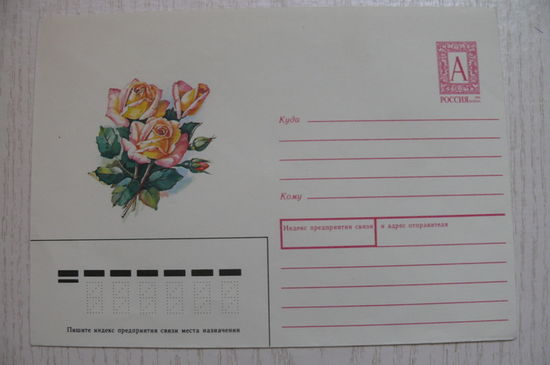 А
РОССИЯ
Куда
Кому
Индекс предприятия связи и адрес отправителя
Пишите индекс предприятия связи места назначения